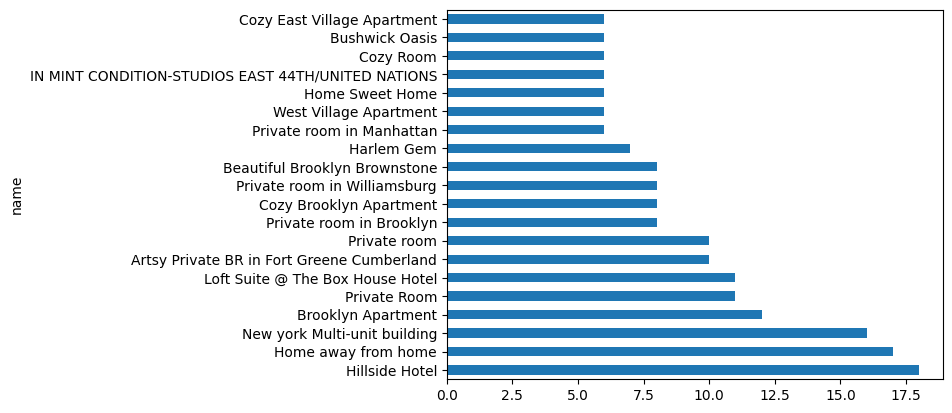 Cozy East Village Apartment
Bushwick Oasis
Cozy Room
IN MINT CONDITION-STUDIOS EAST 44TH/UNITED NATIONS
Home Sweet Home
West Village Apartment
Private room in Manhattan
Harlem Gem
Beautiful Brooklyn Brownstone
Private room in Williamsburg
Cozy Brooklyn Apartment
Private room in Brooklyn
Private room
Artsy Private BR in Fort Greene Cumberland
Loft Suite @ The Box House Hotel
Private Room
Brooklyn Apartment
New york Multi-unit building
Home away from home
Hillside Hotel
name
0.0 2.5 5.0 7.5 10.0 12.5 15.0 17.5